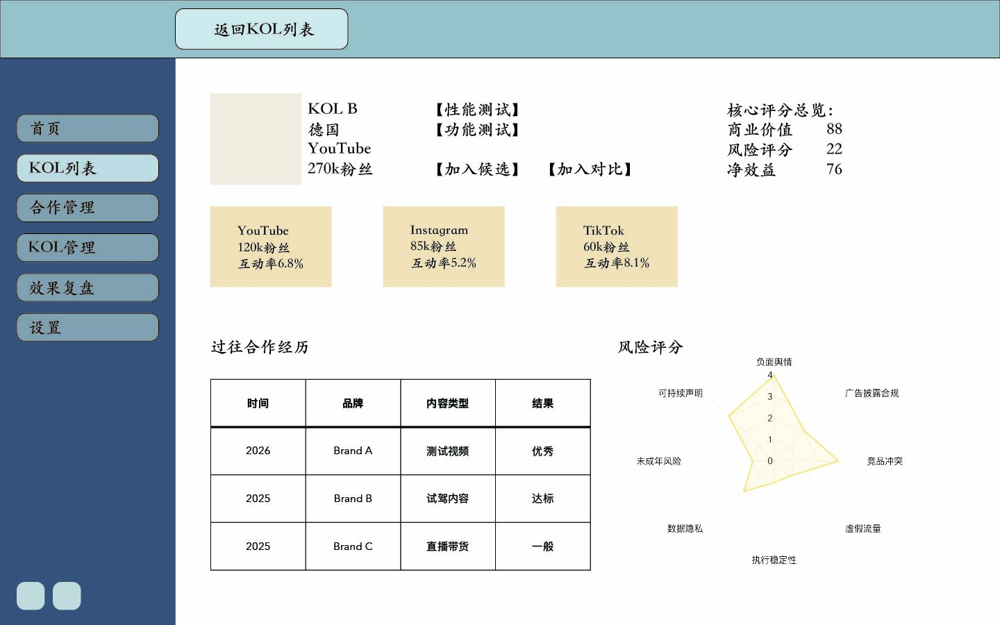 返回KOL列表
首页
KOL列表
合作管理
KOL管理
效果复盘
设置
KOL B
德国
YouTube
270k粉丝
【性能测试】
【功能测试】
【加入候选】 【加入对比】
核心评分总览：
商业价值 88
风险评分 22
净效益 76
YouTube
120k粉丝
互动率6.8%
Instagram
85k粉丝
互动率5.2%
TikTok
60k粉丝
互动率8.1%
过往合作经历
时间 品牌 内容类型 结果
2026 Brand A 测试视频 优秀
2025 Brand B 试驾内容 达标
2025 Brand C 直播带货 一般
风险评分
负面舆情
广告披露合规
竞品冲突
虚假流量
执行稳定性
数据隐私
未成年风险
可持续声明
4
3
2
1
0